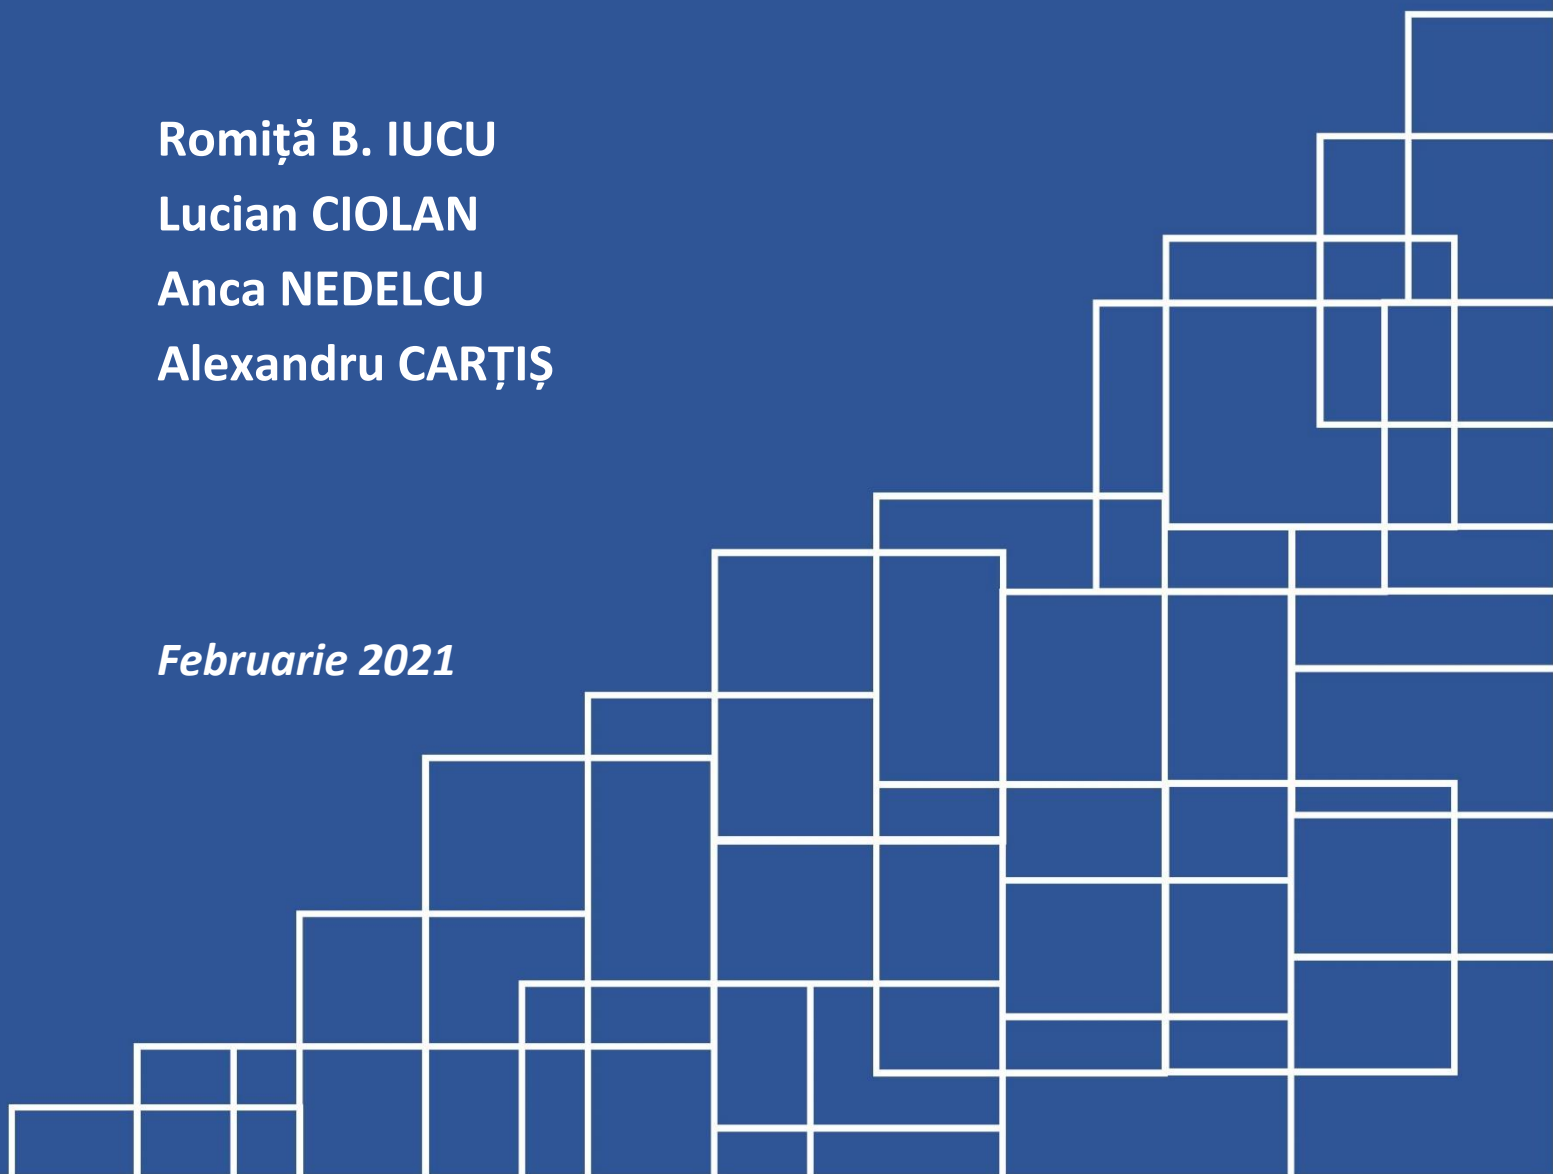 Romiță B. IUCU
Lucian CIOLAN
Anca NEDELCU
Alexandru CARȚIȘ
Februarie 2021